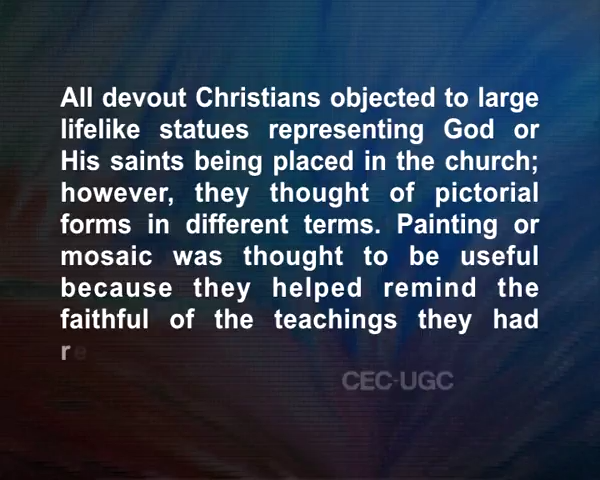 All devout Christians objected to large
lifelike statues representing God or
His saints being placed in the church;
however, they thought of pictorial
forms in different terms. Painting or
mosaic was thought to be useful
because they helped remind the
faithful of the teachings they had
re
CEC-UGC